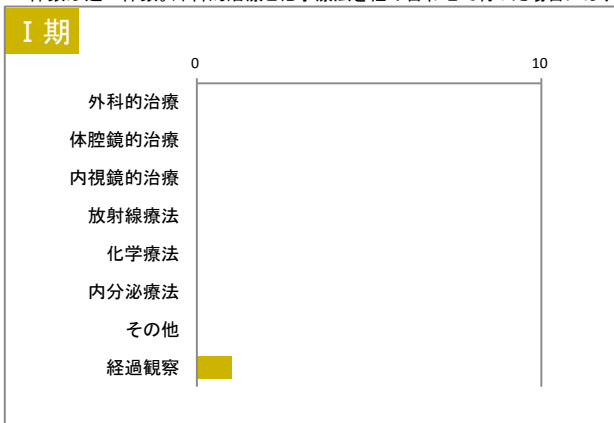 Ⅰ 期
0 10
外科的治療
体腔鏡的治療
内視鏡的治療
放射線療法
化学療法
内分泌療法
その他
経過観察